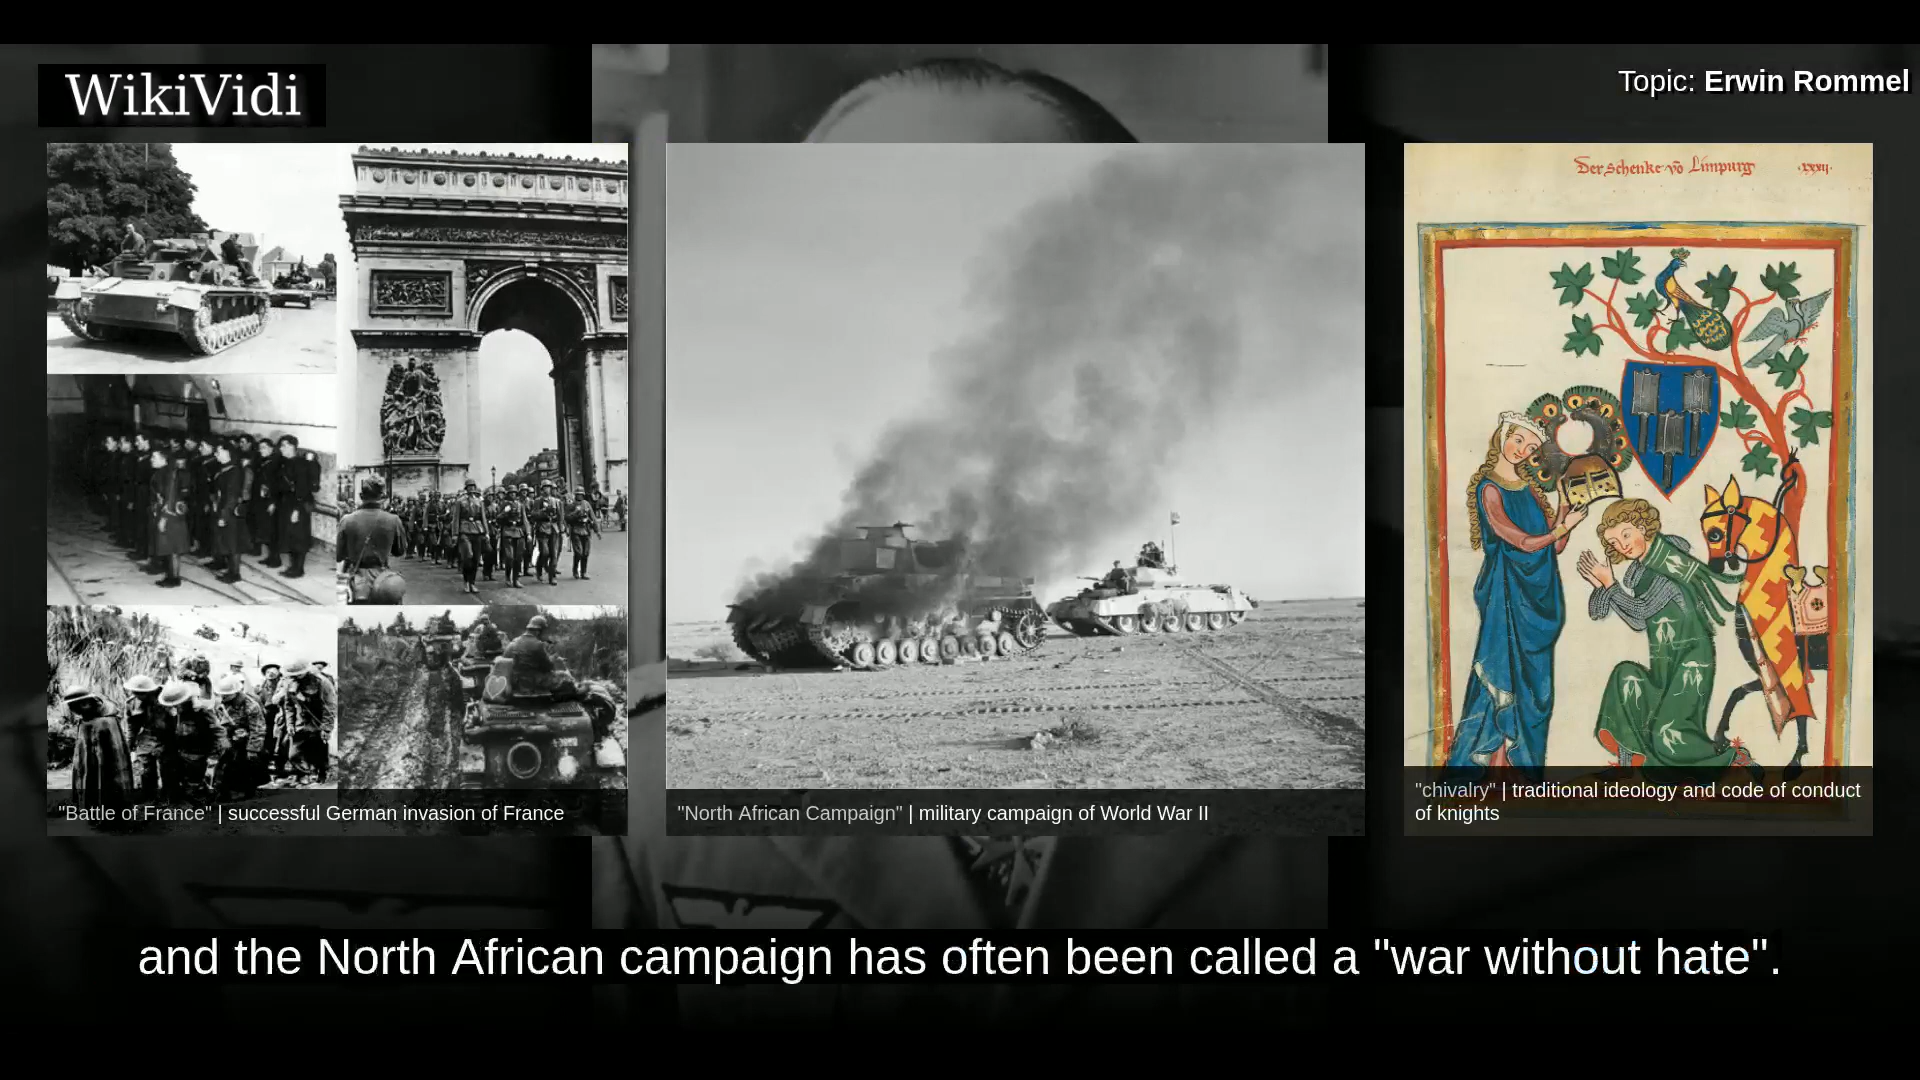 WikiVidi
Topic: Erwin Rommel
Der Schenke vō Limpurg .xxxij.
"Battle of France" | successful German invasion of France
"North African Campaign" | military campaign of World War II
"chivalry" | traditional ideology and code of conduct
of knights
and the North African campaign has often been called a "war without hate".